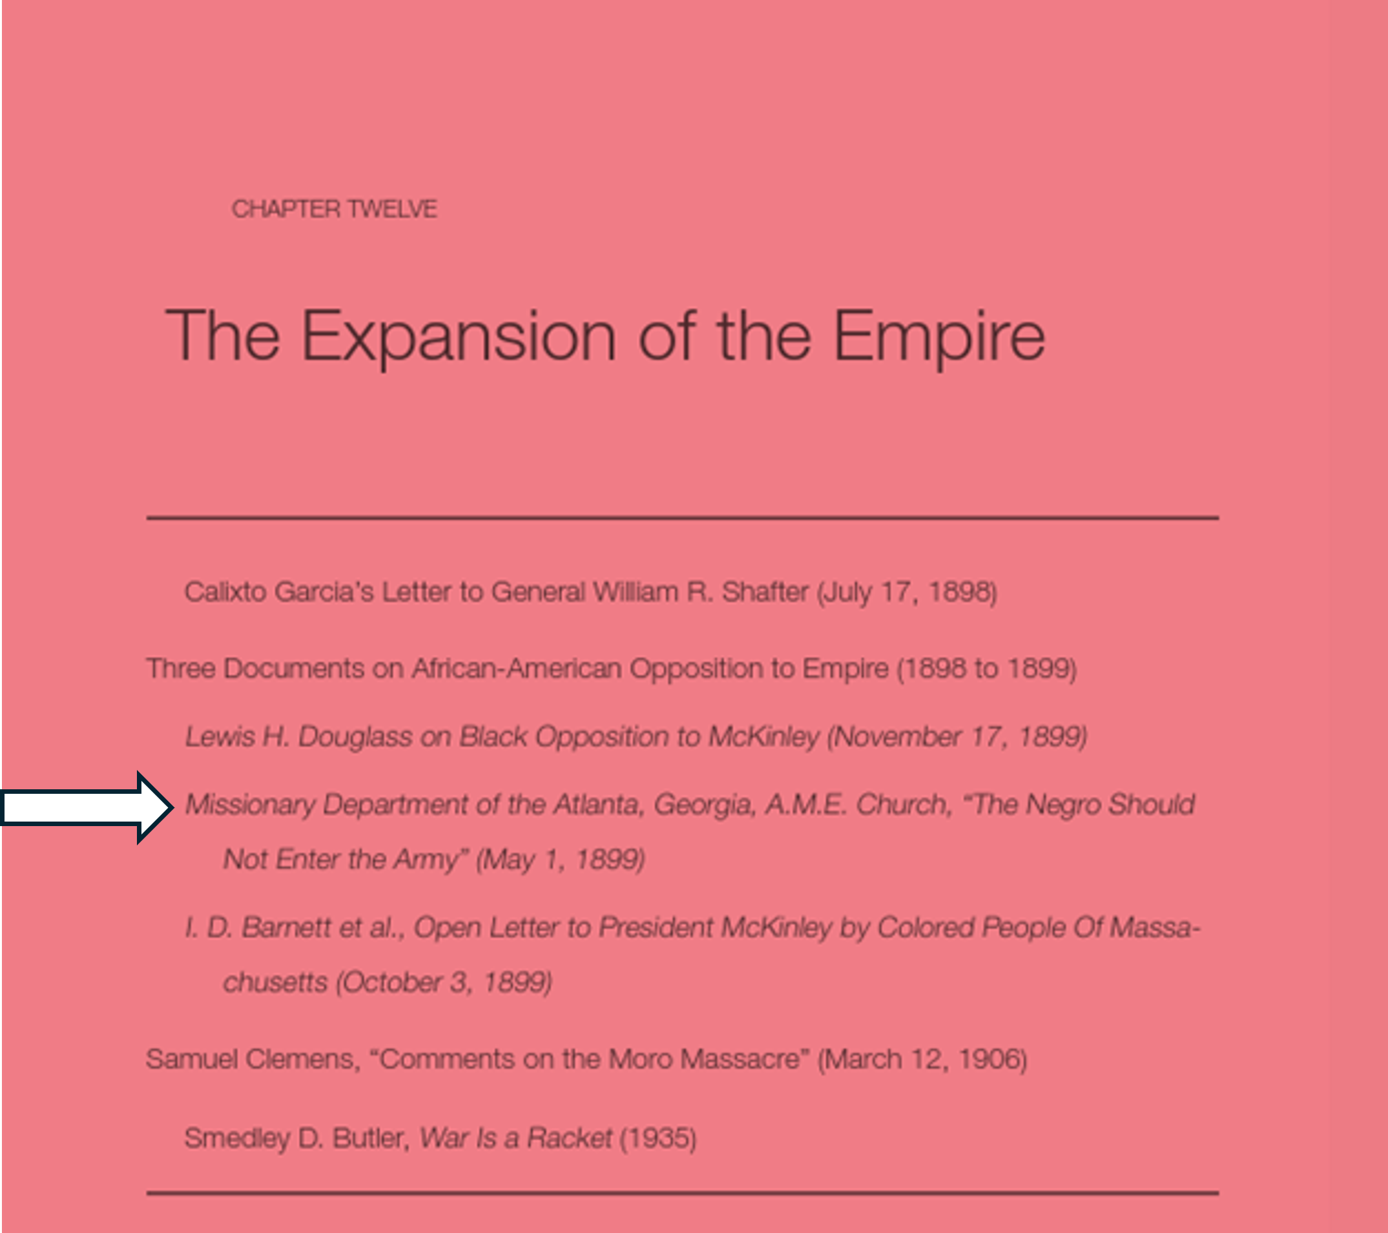 CHAPTER TWELVE
The Expansion of the Empire
Calixto Garcia’s Letter to General William R. Shafter (July 17, 1898)
Three Documents on African-American Opposition to Empire (1898 to 1899)
Lewis H. Douglass on Black Opposition to McKinley (November 17, 1899)
Missionary Department of the Atlanta, Georgia, A.M.E. Church, “The Negro Should
Not Enter the Army” (May 1, 1899)
I. D. Barnett et al., Open Letter to President McKinley by Colored People Of Massa-
chusetts (October 3, 1899)
Samuel Clemens, “Comments on the Moro Massacre” (March 12, 1906)
Smedley D. Butler, War Is a Racket (1935)